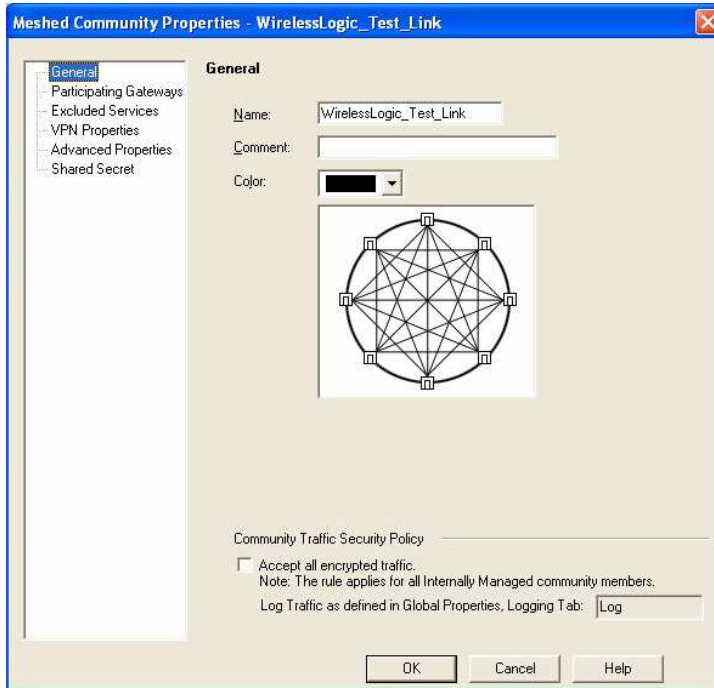 Meshed Community Properties - WirelessLogic_Test_Link
General
Participating Gateways
Excluded Services
VPN Properties
Advanced Properties
Shared Secret
General
Name: WirelessLogic_Test_Link
Comment:
Color:
Community Traffic Security Policy
Accept all encrypted traffic.
Note: The rule applies for all Internally Managed community members.
Log Traffic as defined in Global Properties, Logging Tab: Log
OK Cancel Help